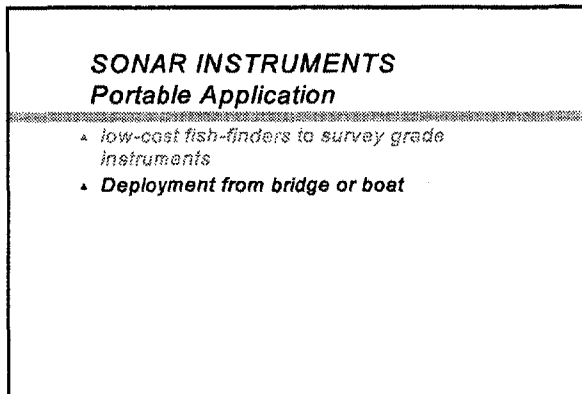 SONAR INSTRUMENTS
Portable Application
▲ low-cost fish-finders to survey grade
instruments
▲ Deployment from bridge or boat